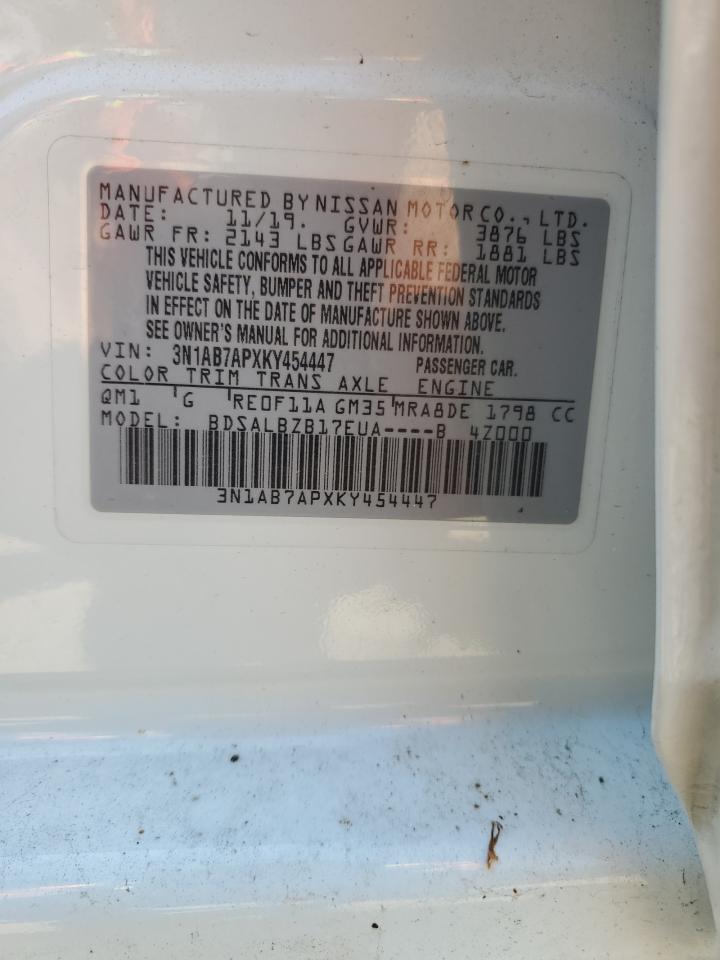 MANUFACTURED BY NISSAN MOTOR CO., LTD.
DATE: 11/19. GVWR: 3876 LBS
GAWR FR: 2143 LBS GAWR RR: 1881 LBS
THIS VEHICLE CONFORMS TO ALL APPLICABLE FEDERAL MOTOR
VEHICLE SAFETY, BUMPER AND THEFT PREVENTION STANDARDS
IN EFFECT ON THE DATE OF MANUFACTURE SHOWN ABOVE.
SEE OWNER'S MANUAL FOR ADDITIONAL INFORMATION.
VIN: 3N1AB7APXKY454447 PASSENGER CAR.
COLOR TRIM TRANS AXLE ENGINE
QM1 G RE0F11A GM35 MRA8DE 1798 CC
MODEL: BDSALBZB17EUA----B 4Z000
3N1AB7APXKY454447